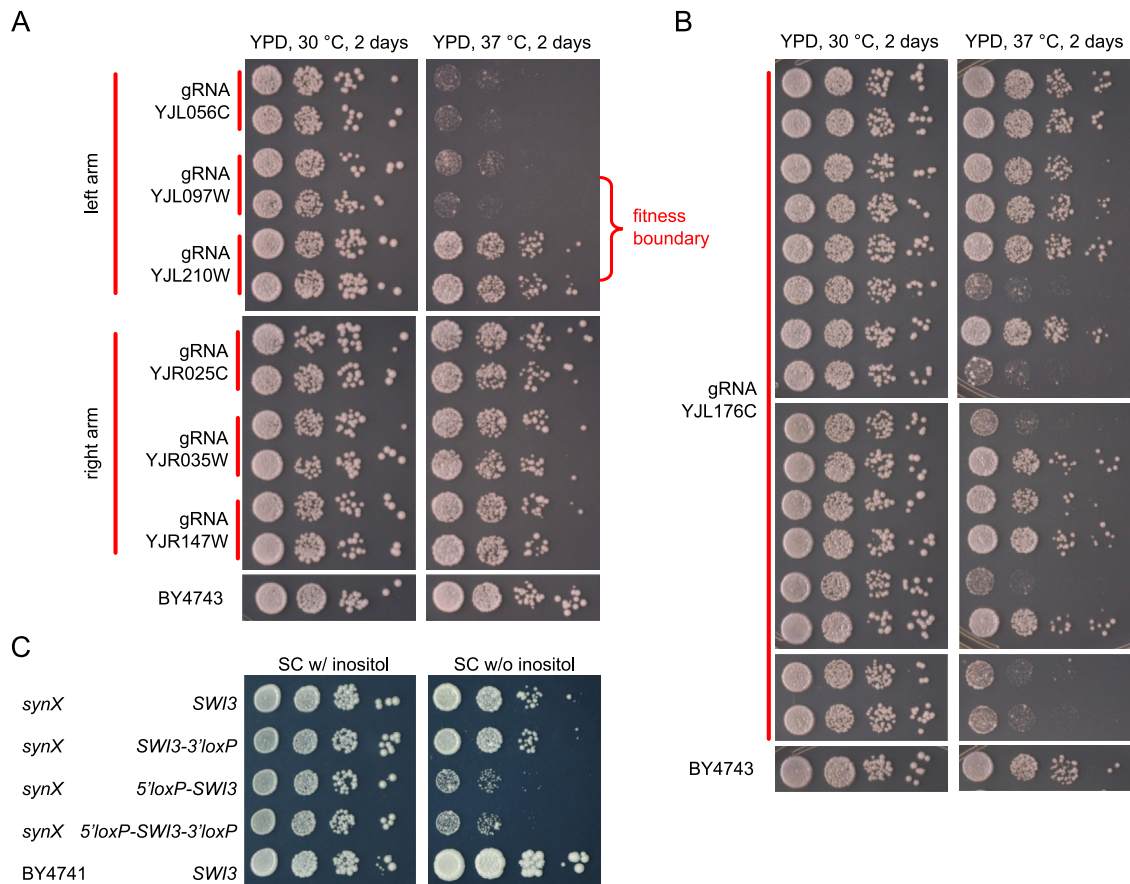 A
YPD, 30 °C, 2 days
YPD, 37 °C, 2 days
left arm
gRNA
YJL056C
gRNA
YJL097W
gRNA
YJL210W
fitness
boundary
right arm
gRNA
YJR025C
gRNA
YJR035W
gRNA
YJR147W
BY4743
B
YPD, 30 °C, 2 days
YPD, 37 °C, 2 days
gRNA
YJL176C
BY4743
C
SC w/ inositol
SC w/o inositol
synX SWI3
synX SWI3-3'loxP
synX 5'loxP-SWI3
synX 5'loxP-SWI3-3'loxP
BY4741 SWI3